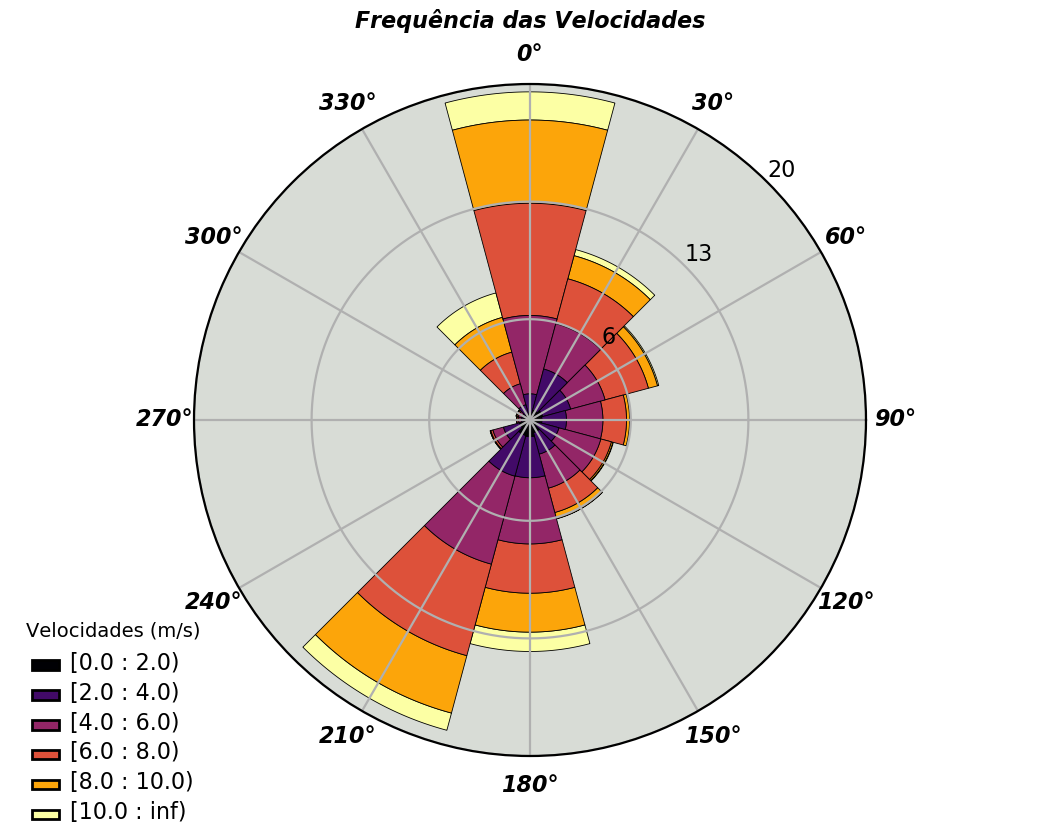 Frequência das Velocidades
0°
330°
30°
20
300°
60°
13
6
270°
90°
240°
120°
210°
150°
180°
Velocidades (m/s)
[0.0 : 2.0)
[2.0 : 4.0)
[4.0 : 6.0)
[6.0 : 8.0)
[8.0 : 10.0)
[10.0 : inf)